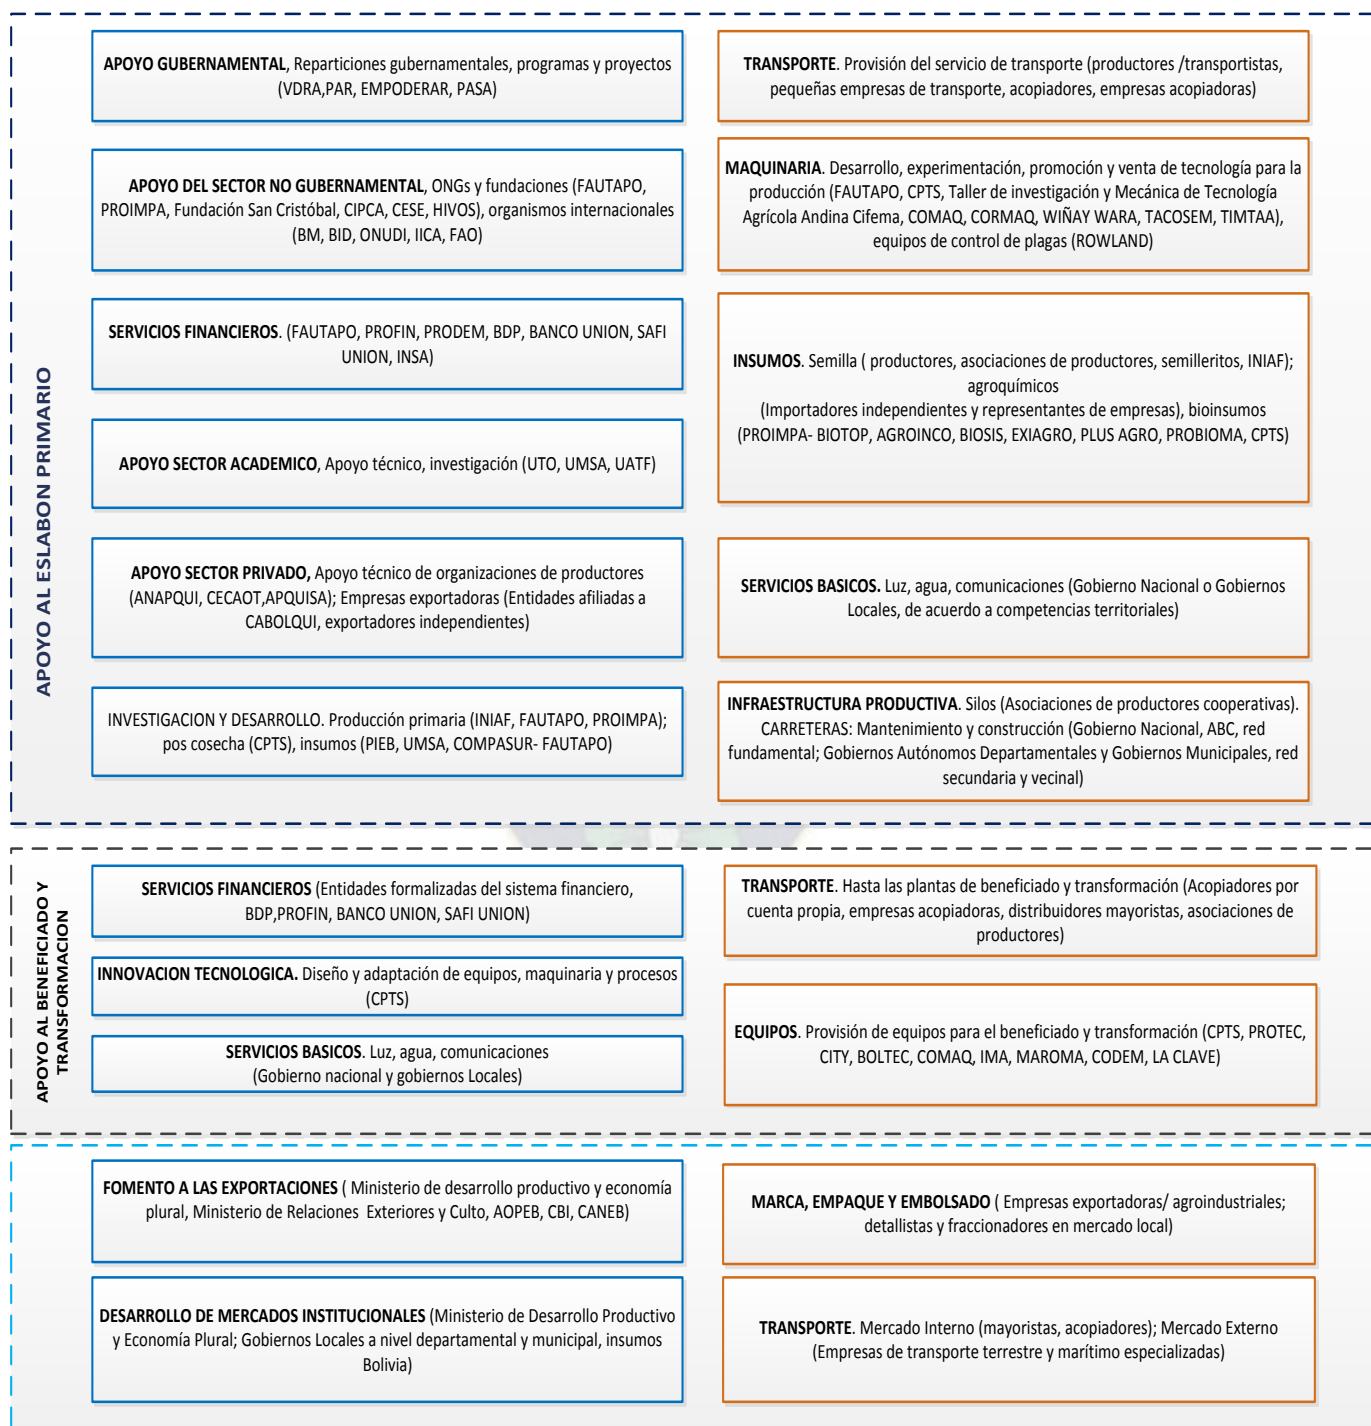 APOYO AL ESLABON PRIMARIO
APOYO GUBERNAMENTAL, Reparticiones gubernamentales, programas y proyectos
(VDRA,PAR, EMPODERAR, PASA)
APOYO DEL SECTOR NO GUBERNAMENTAL, ONGs y fundaciones (FAUTAPO,
PROIMPA, Fundación San Cristóbal, CIPCA, CESE, HIVOS), organismos internacionales
(BM, BID, ONUDI, IICA, FAO)
SERVICIOS FINANCIEROS. (FAUTAPO, PROFIN, PRODEM, BDP, BANCO UNION, SAFI
UNION, INSA)
APOYO SECTOR ACADEMICO, Apoyo técnico, investigación (UTO, UMSA, UATF)
APOYO SECTOR PRIVADO, Apoyo técnico de organizaciones de productores
(ANAPQUI, CECAOT,APQUISA); Empresas exportadoras (Entidades afiliadas a
CABOLQUI, exportadores independientes)
INVESTIGACION Y DESARROLLO. Producción primaria (INIAF, FAUTAPO, PROIMPA);
pos cosecha (CPTS), insumos (PIEB, UMSA, COMPASUR- FAUTAPO)
TRANSPORTE. Provisión del servicio de transporte (productores /transportistas,
pequeñas empresas de transporte, acopiadores, empresas acopiadoras)
MAQUINARIA. Desarrollo, experimentación, promoción y venta de tecnología para la
producción (FAUTAPO, CPTS, Taller de investigación y Mecánica de Tecnología
Agrícola Andina Cifema, COMAQ, CORMAQ, WIÑAY WARA, TACOSEM, TIMTAA),
equipos de control de plagas (ROWLAND)
INSUMOS. Semilla ( productores, asociaciones de productores, semilleritos, INIAF);
agroquímicos
(Importadores independientes y representantes de empresas), bioinsumos
(PROIMPA- BIOTOP, AGROINCO, BIOSIS, EXIAGRO, PLUS AGRO, PROBIOMA, CPTS)
SERVICIOS BASICOS. Luz, agua, comunicaciones (Gobierno Nacional o Gobiernos
Locales, de acuerdo a competencias territoriales)
INFRAESTRUCTURA PRODUCTIVA. Silos (Asociaciones de productores cooperativas).
CARRETERAS: Mantenimiento y construcción (Gobierno Nacional, ABC, red
fundamental; Gobiernos Autónomos Departamentales y Gobiernos Municipales, red
secundaria y vecinal)
APOYO AL BENEFICIADO Y
TRANSFORMACION
SERVICIOS FINANCIEROS (Entidades formalizadas del sistema financiero,
BDP,PROFIN, BANCO UNION, SAFI UNION)
INNOVACION TECNOLOGICA. Diseño y adaptación de equipos, maquinaria y procesos
(CPTS)
SERVICIOS BASICOS. Luz, agua, comunicaciones
(Gobierno nacional y gobiernos Locales)
TRANSPORTE. Hasta las plantas de beneficiado y transformación (Acopiadores por
cuenta propia, empresas acopiadoras, distribuidores mayoristas, asociaciones de
productores)
EQUIPOS. Provisión de equipos para el beneficiado y transformación (CPTS, PROTEC,
CITY, BOLTEC, COMAQ, IMA, MAROMA, CODEM, LA CLAVE)
FOMENTO A LAS EXPORTACIONES ( Ministerio de desarrollo productivo y economía
plural, Ministerio de Relaciones Exteriores y Culto, AOPEB, CBI, CANEB)
DESARROLLO DE MERCADOS INSTITUCIONALES (Ministerio de Desarrollo Productivo
y Economía Plural; Gobiernos Locales a nivel departamental y municipal, insumos
Bolivia)
MARCA, EMPAQUE Y EMBOLSADO ( Empresas exportadoras/ agroindustriales;
detallistas y fraccionadores en mercado local)
TRANSPORTE. Mercado Interno (mayoristas, acopiadores); Mercado Externo
(Empresas de transporte terrestre y marítimo especializadas)